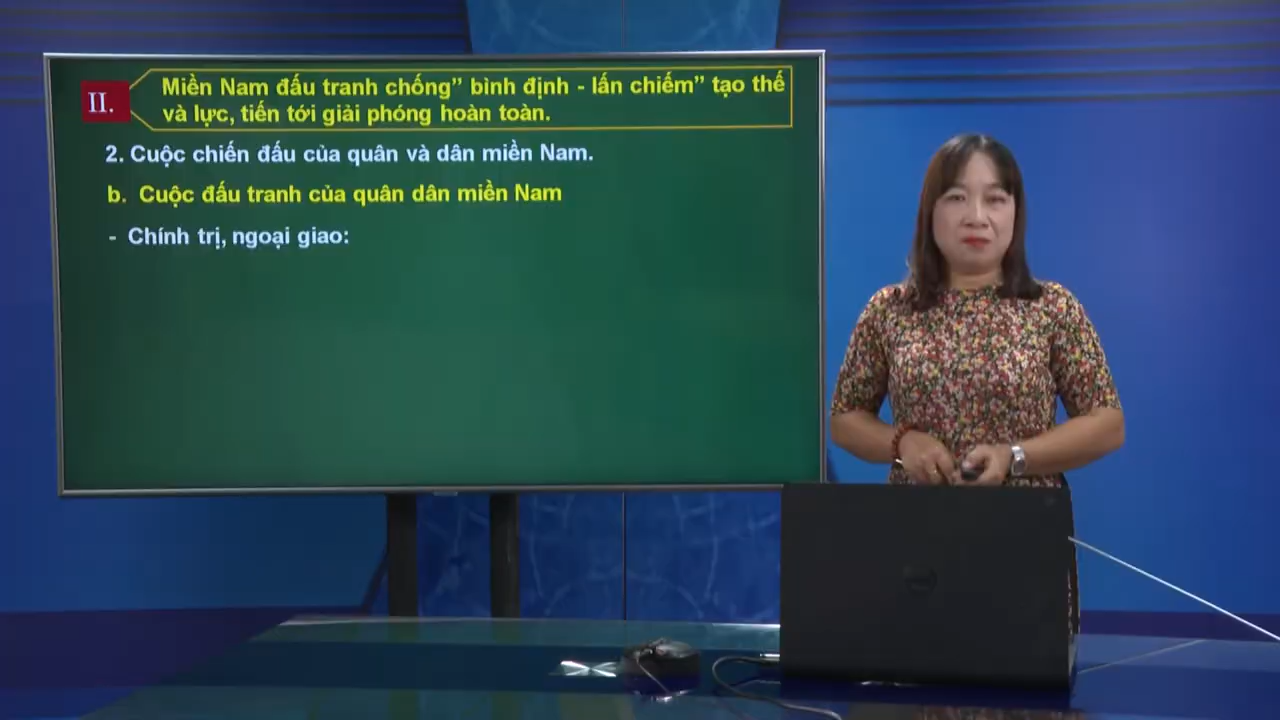 II.
Miền Nam đấu tranh chống” bình định - lấn chiếm” tạo thế
và lực, tiến tới giải phóng hoàn toàn.
2. Cuộc chiến đấu của quân và dân miền Nam.
b. Cuộc đấu tranh của quân dân miền Nam
- Chính trị, ngoại giao: